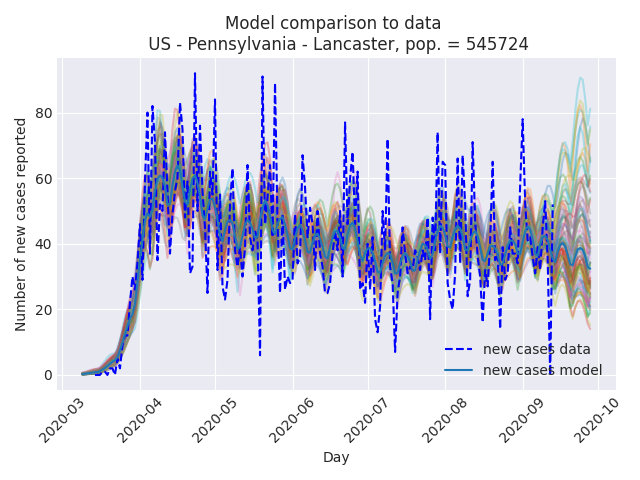 Model comparison to data
US - Pennsylvania - Lancaster, pop. = 545724
Number of new cases reported
80
60
40
20
0
new cases data
new cases model
2020-03
2020-04
2020-05
2020-06
2020-07
2020-08
2020-09
2020-10
Day